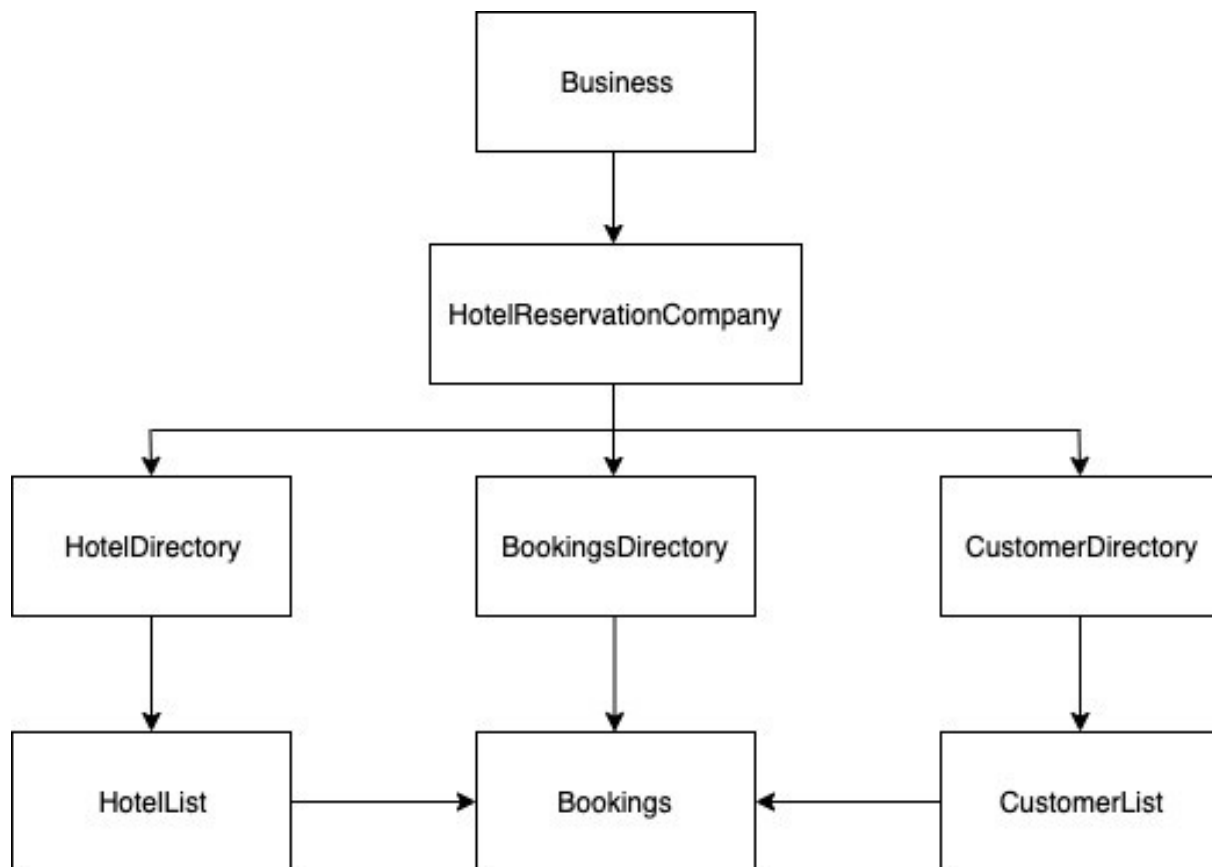 Business
HotelReservationCompany
HotelDirectory
BookingsDirectory
CustomerDirectory
HotelList
Bookings
CustomerList